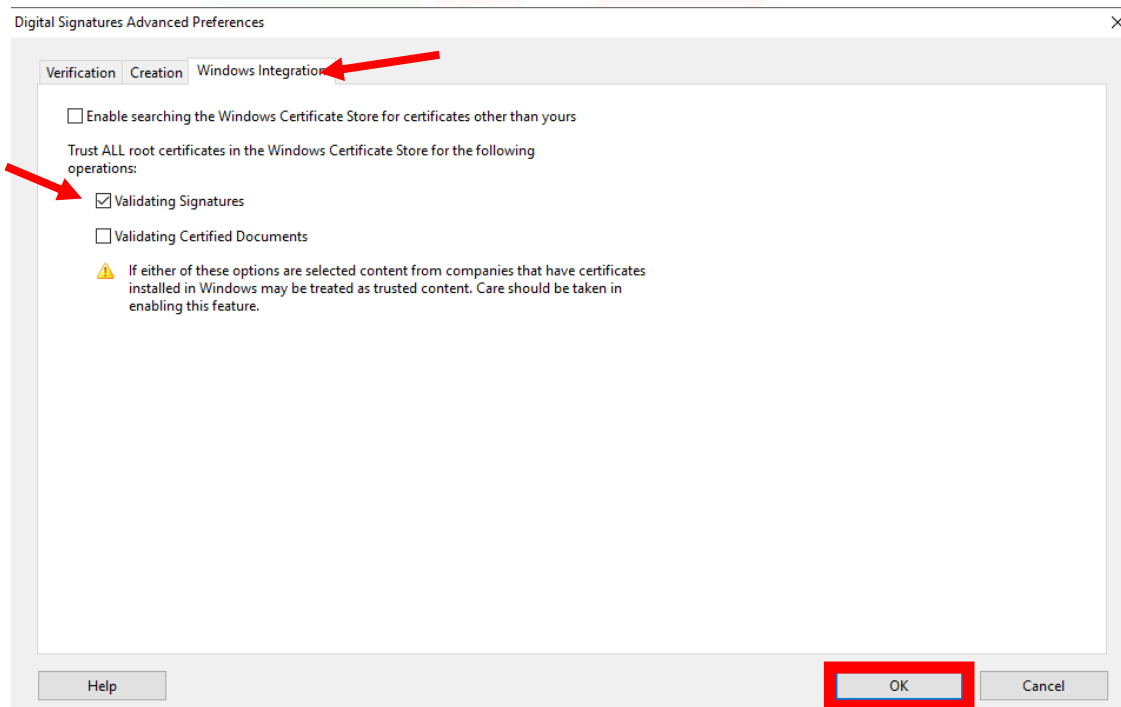 Digital Signatures Advanced Preferences
Verification Creation Windows Integration
Enable searching the Windows Certificate Store for certificates other than yours
Trust ALL root certificates in the Windows Certificate Store for the following
operations:
Validating Signatures
Validating Certified Documents
If either of these options are selected content from companies that have certificates
installed in Windows may be treated as trusted content. Care should be taken in
enabling this feature.
Help OK Cancel